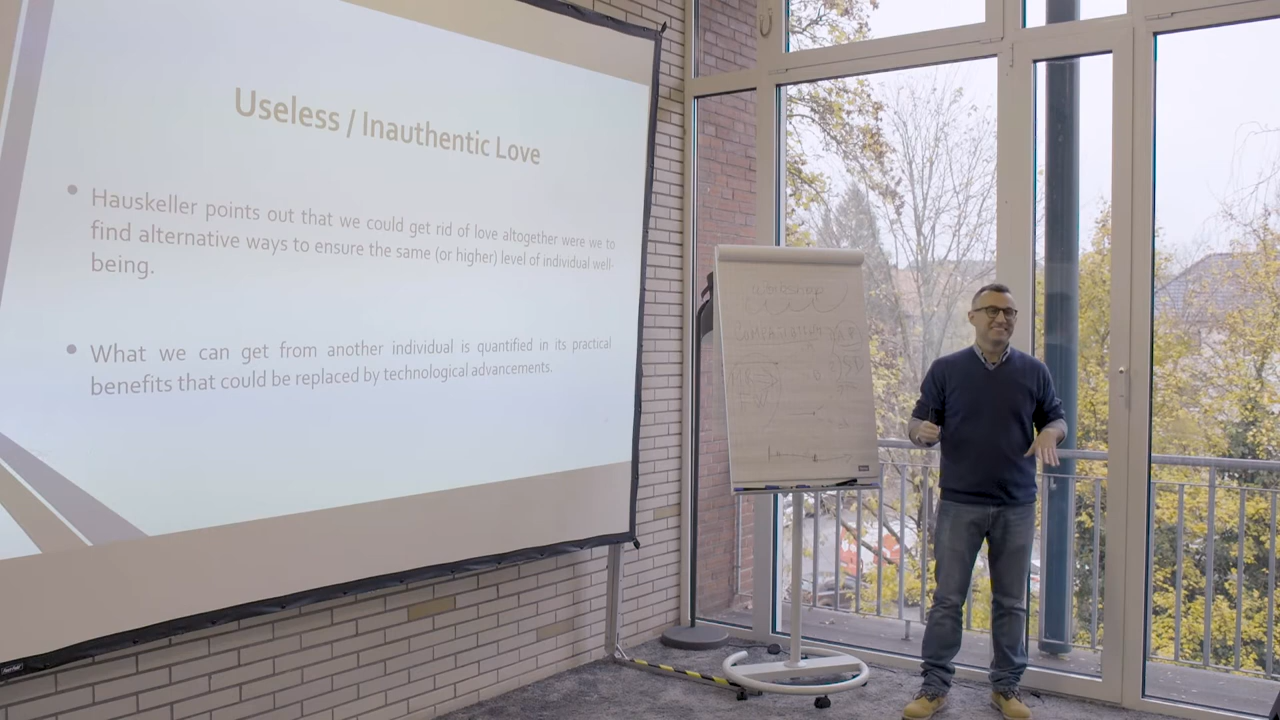 Useless / Inauthentic Love
• Hauskeller points out that we could get rid of love altogether were we to
find alternative ways to ensure the same (or higher) level of individual well-
being.
• What we can get from another individual is quantified in its practical
benefits that could be replaced by technological advancements.
Workshop